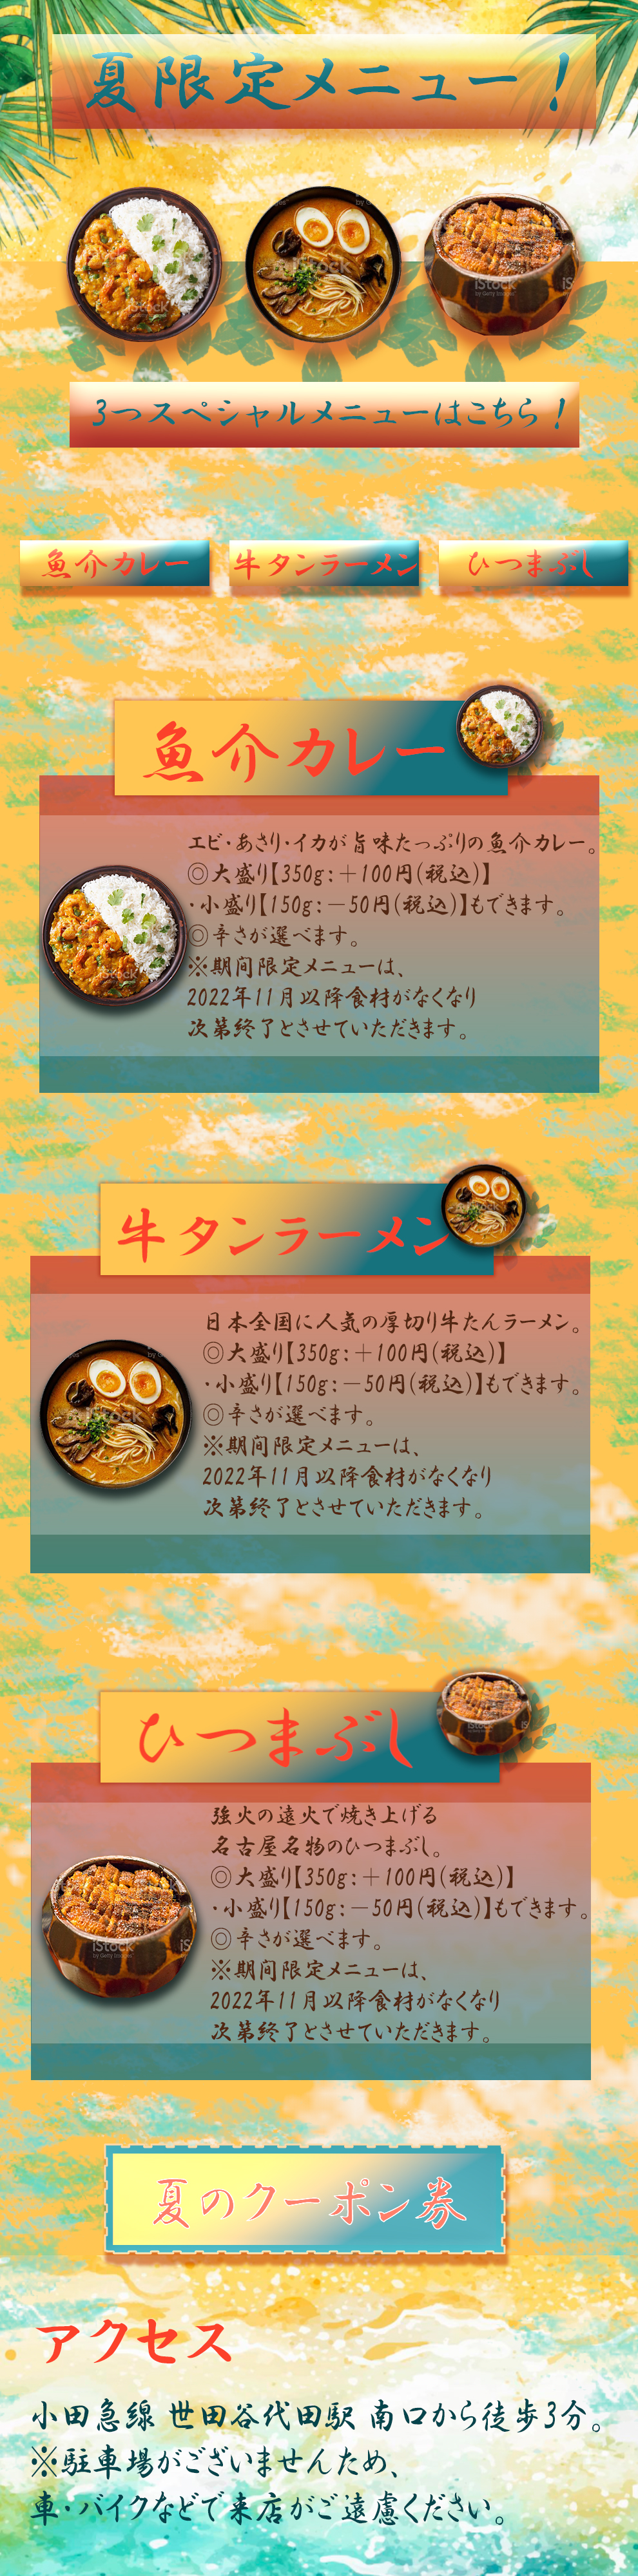 夏限定メニュー！
3つスペシャルメニューはこちら！
魚介カレー
牛タンラーメン
ひつまぶし
魚介カレー
エビ・あさり・イカが旨味たっぷりの魚介カレー。
◎大盛り【350g：＋100円(税込)】
・小盛り【150g：－50円(税込)】もできます。
◎辛さが選べます。
※期间限定メニューは、
2022年11月以降食材がなくなり
次第終了とさせていただきます。
牛タンラーメン
日本全国に人気の厚切り牛たんラーメン。
◎大盛り【350g：＋100円(税込)】
・小盛り【150g：－50円(税込)】もできます。
◎辛さが選べます。
※期间限定メニューは、
2022年11月以降食材がなくなり
次第終了とさせていただきます。
ひつまぶし
強火の遠火で焼き上げる
名古屋名物のひつまぶし。
◎大盛り【350g：＋100円(税込)】
・小盛り【150g：－50円(税込)】もできます。
◎辛さが選べます。
※期间限定メニューは、
2022年11月以降食材がなくなり
次第終了とさせていただきます。
夏のクーポン券
アクセス
小田急線 世田谷代田駅 南口から徒歩3分。
※駐車場がございませんため、
車・バイクなどで来店がご遠慮ください。